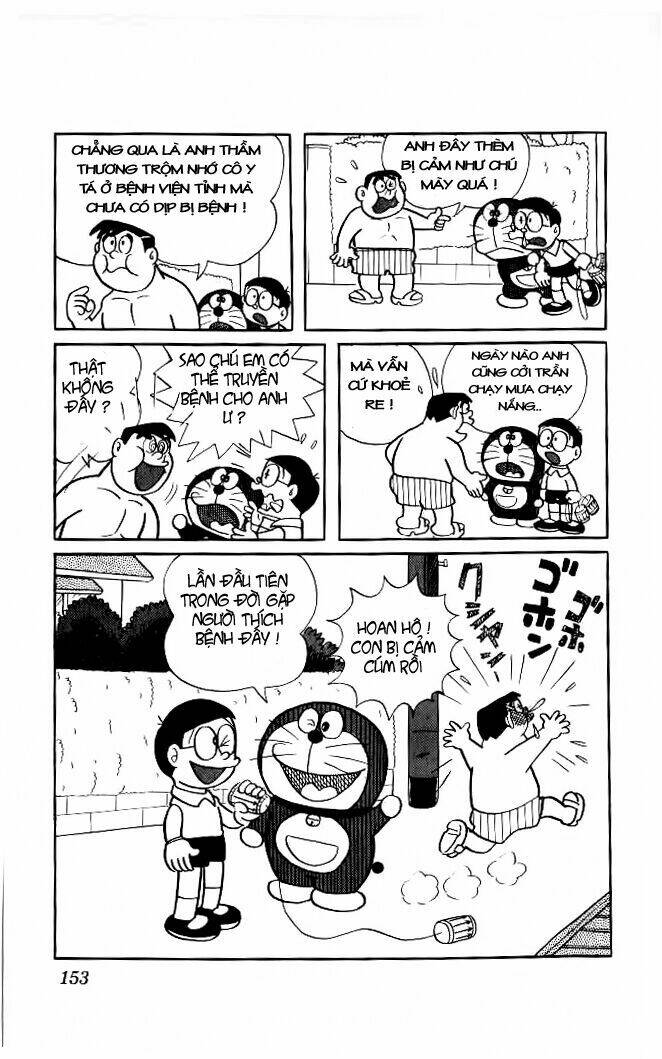 ANH ĐÂY THÈM
BỊ CẢM NHƯ CHÚ
MÀY QUÁ !
CHẲNG QUA LÀ ANH THẦM
THƯƠNG TRỘM NHỚ CÔ Y
TÁ Ở BỆNH VIỆN TỈNH MÀ
CHƯA CÓ DỊP BỊ BỆNH !
NGÀY NÀO ANH
CŨNG CỞI TRẦN
CHẠY MƯA CHẠY
NẮNG..
MÀ VẪN
CỨ KHOẺ
RE !
SAO CHÚ EM CÓ
THỂ TRUYỀN
BỆNH CHO ANH
Ư ?
THẬT
KHÔNG
ĐẤY ?
ゴホ
ゴホン
クシャン
HOAN HÔ !
CON BỊ CẢM
CÚM RỒI
LẦN ĐẦU TIÊN
TRONG ĐỜI GẶP
NGƯỜI THÍCH
BỆNH ĐẤY !
153